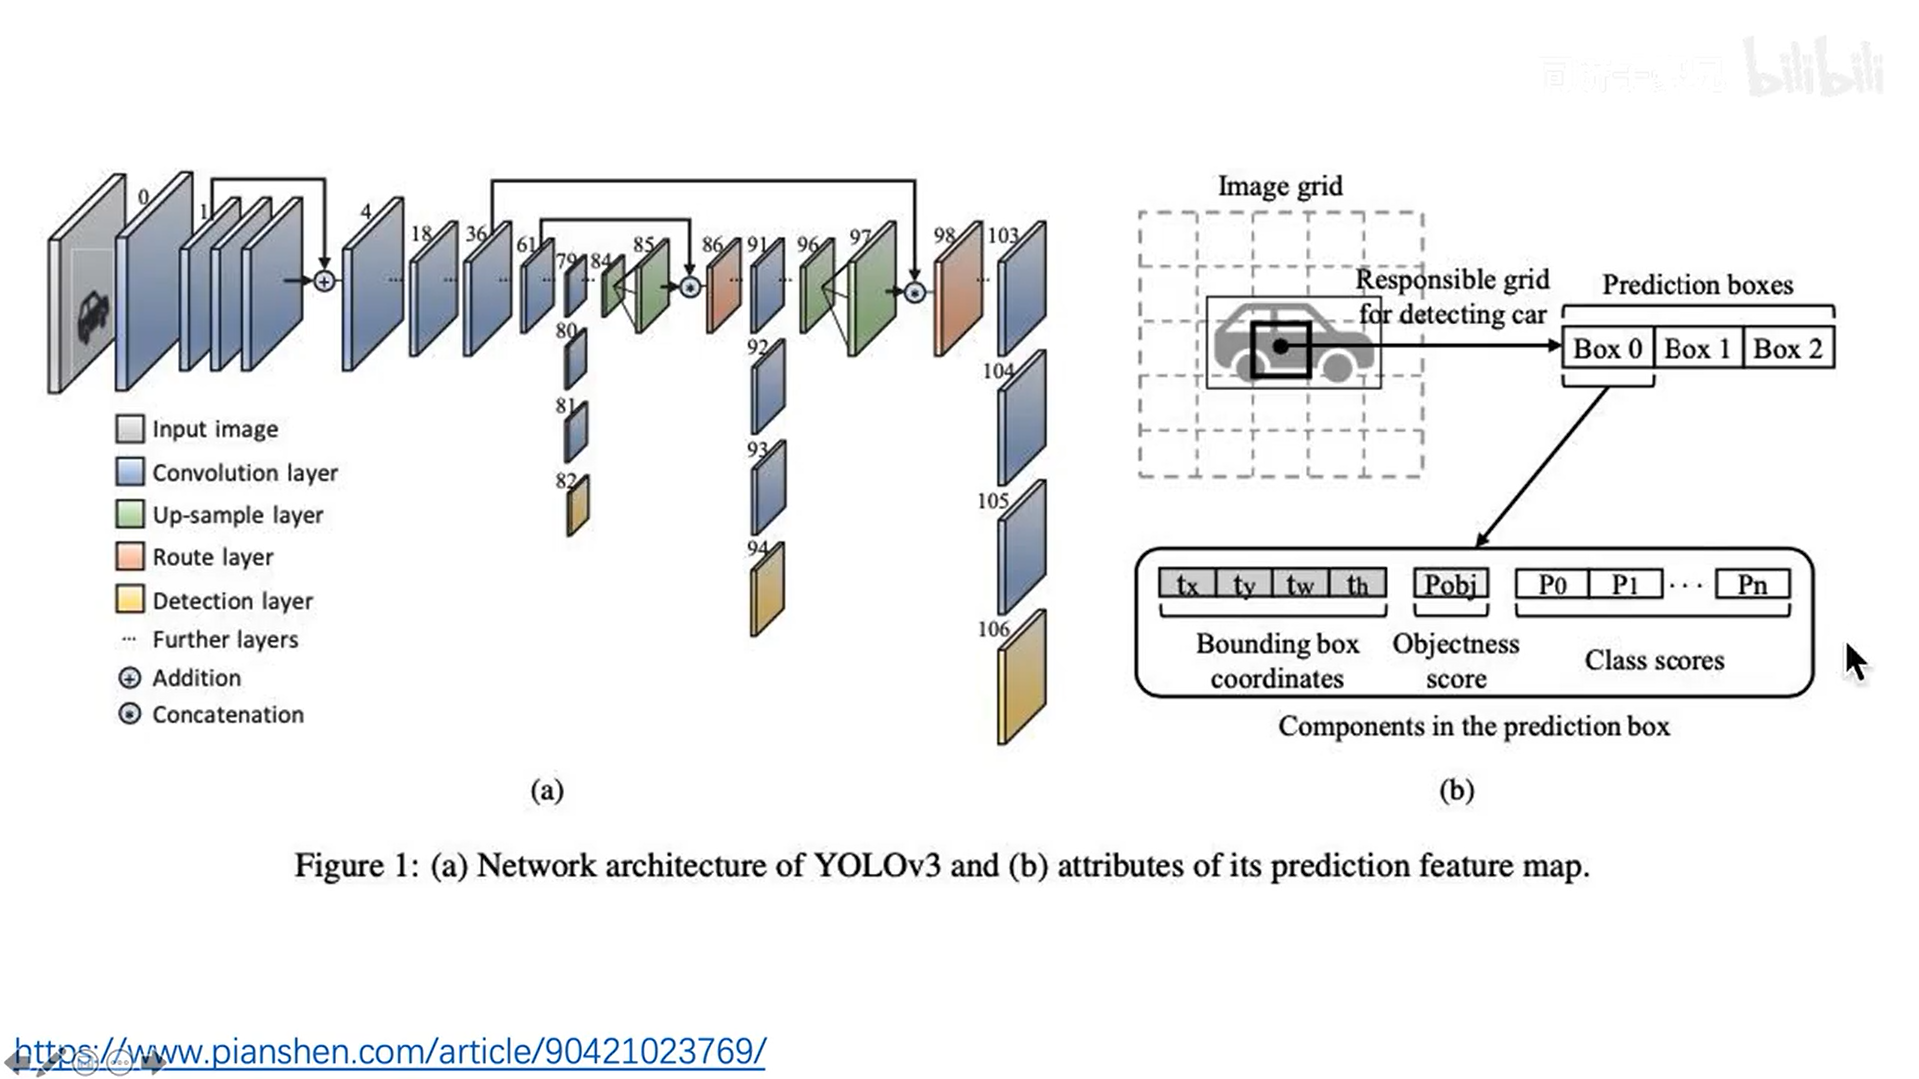 bilibili
0
1
4
18
36
61
79
84
85
86
91
96
97
98
103
80
81
82
92
93
94
104
105
106
Input image
Convolution layer
Up-sample layer
Route layer
Detection layer
... Further layers
Addition
Concatenation
(a)
Image grid
Responsible grid
for detecting car
Prediction boxes
Box 0 Box 1 Box 2
tx ty tw th Pobj P0 P1 ... Pn
Bounding box
coordinates
Objectness
score
Class scores
Components in the prediction box
(b)
Figure 1: (a) Network architecture of YOLOv3 and (b) attributes of its prediction feature map.
https://www.pianshen.com/article/90421023769/